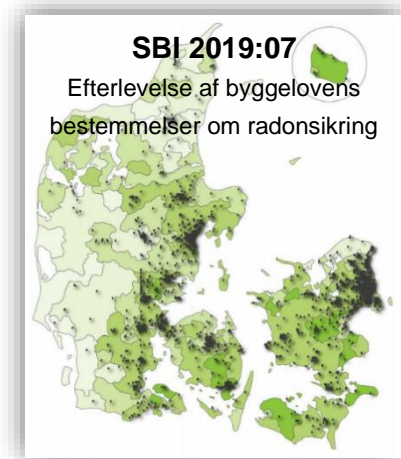 SBI 2019:07
Efterlevelse af byggelovens
bestemmelser om radonsikring